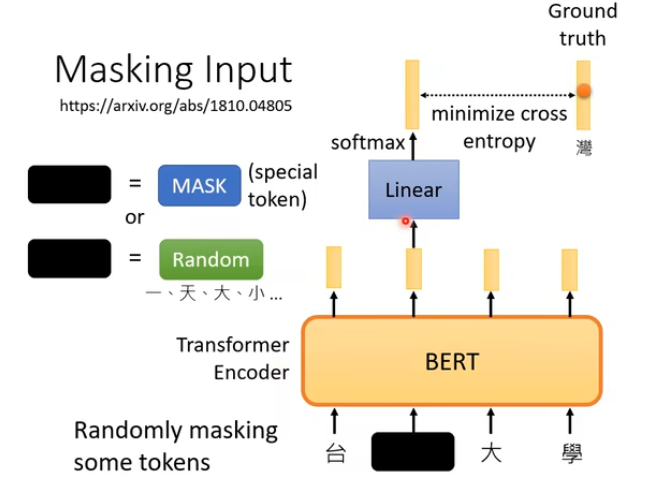 Masking Input
https://arxiv.org/abs/1810.04805
Ground
truth
softmax
minimize cross
entropy
灣
= MASK (special
token)
or
= Random
一、天、大、小 ...
Linear
Transformer
Encoder
BERT
Randomly masking
some tokens
台 大 學